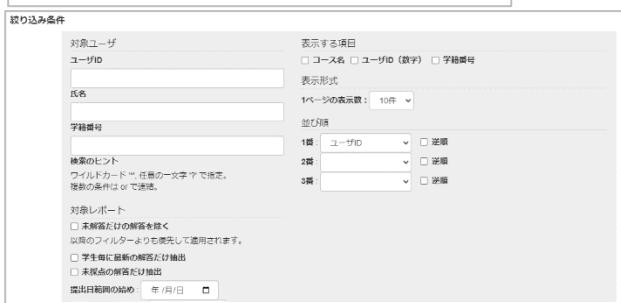 絞り込み条件
対象ユーザ
ユーザID
氏名
学籍番号
検索のヒント
ワイルドカード '*', 任意の一文字 '?' で指定。
複数の条件は or で連結。
対象レポート
未解答だけの解答を除く
以降のフィルターよりも優先して適用されます。
学生毎に最新の解答だけ抽出
未採点の解答だけ抽出
提出日範囲の始め： 年 /月/日
表示する項目
コース名 ユーザID（数字） 学籍番号
表示形式
1ページの表示数： 10件
並び順
1番： ユーザID 逆順
2番： 逆順
3番： 逆順